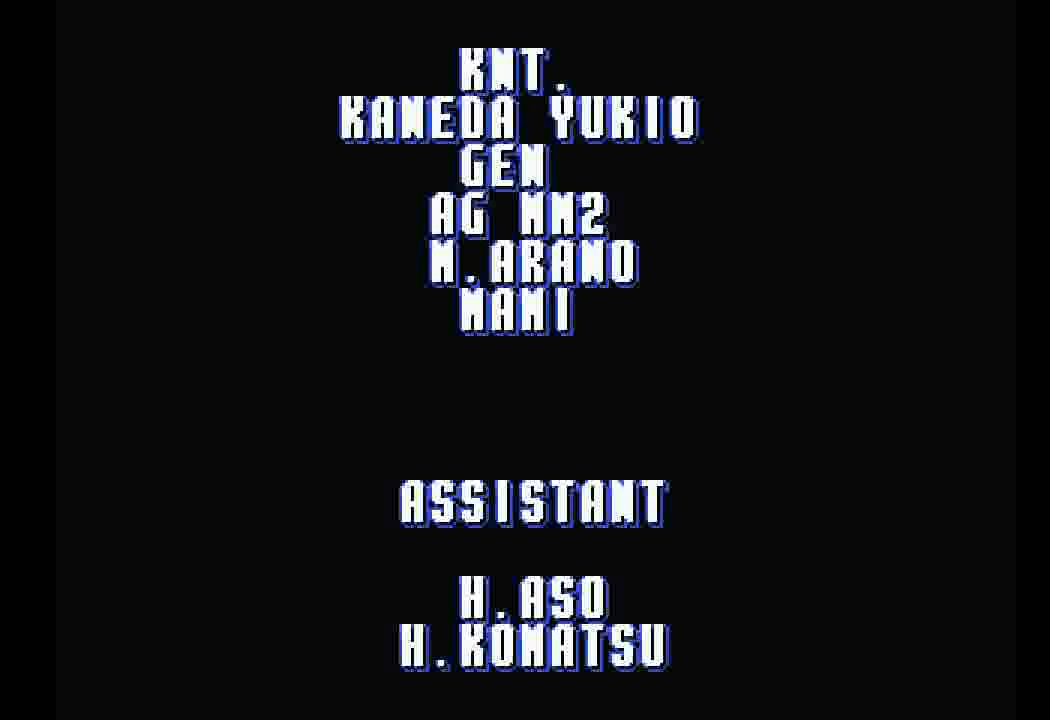 KNT.
KANEDA YUKIO
GEN
AG MM2
M.ARANO
MAMI
ASSISTANT
H.ASO
H.KOMATSU